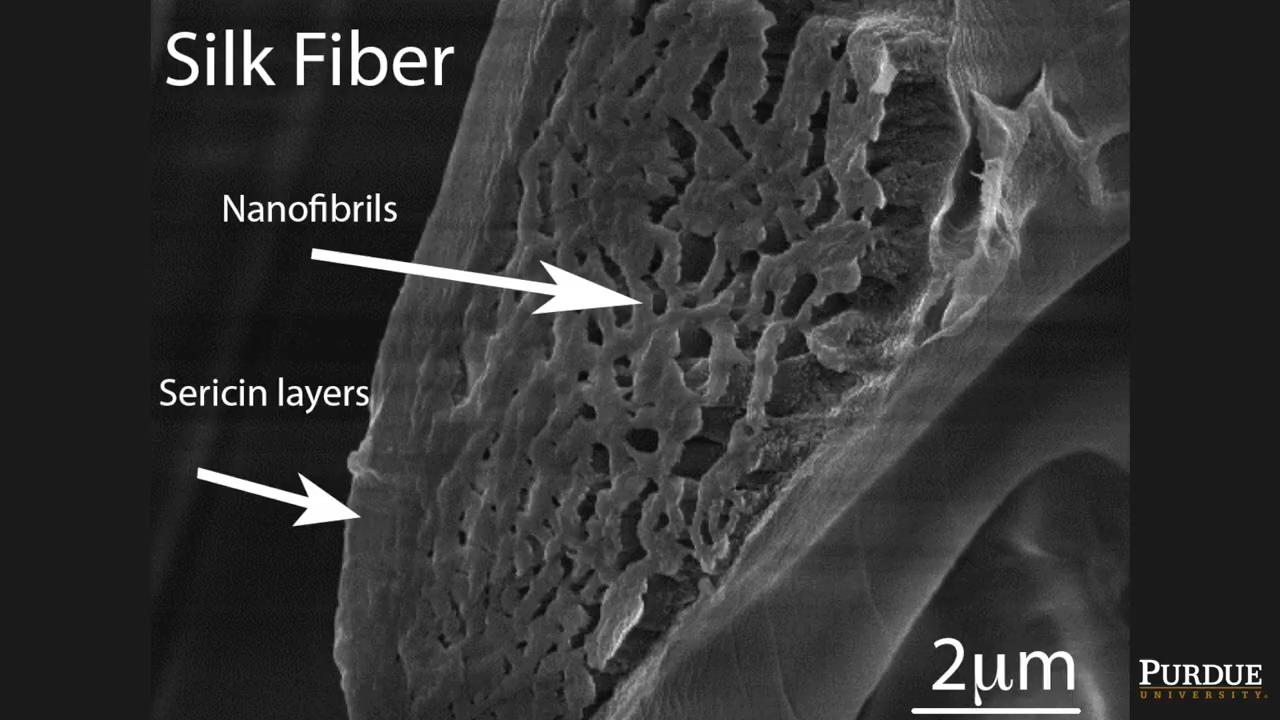 Silk Fiber
Nanofibrils
Sericin layers
2μm
PURDUE
UNIVERSITY®